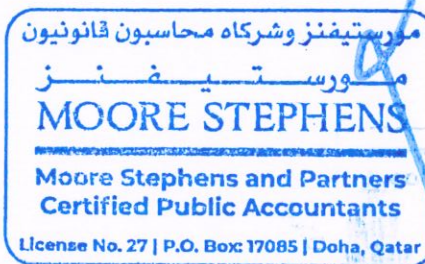 مورستيفنز وشركاه محاسبون قانونيون
مـورسـتـيـفـنـز
MOORE STEPHENS
Moore Stephens and Partners
Certified Public Accountants
License No. 27 | P.O. Box: 17085 | Doha, Qatar